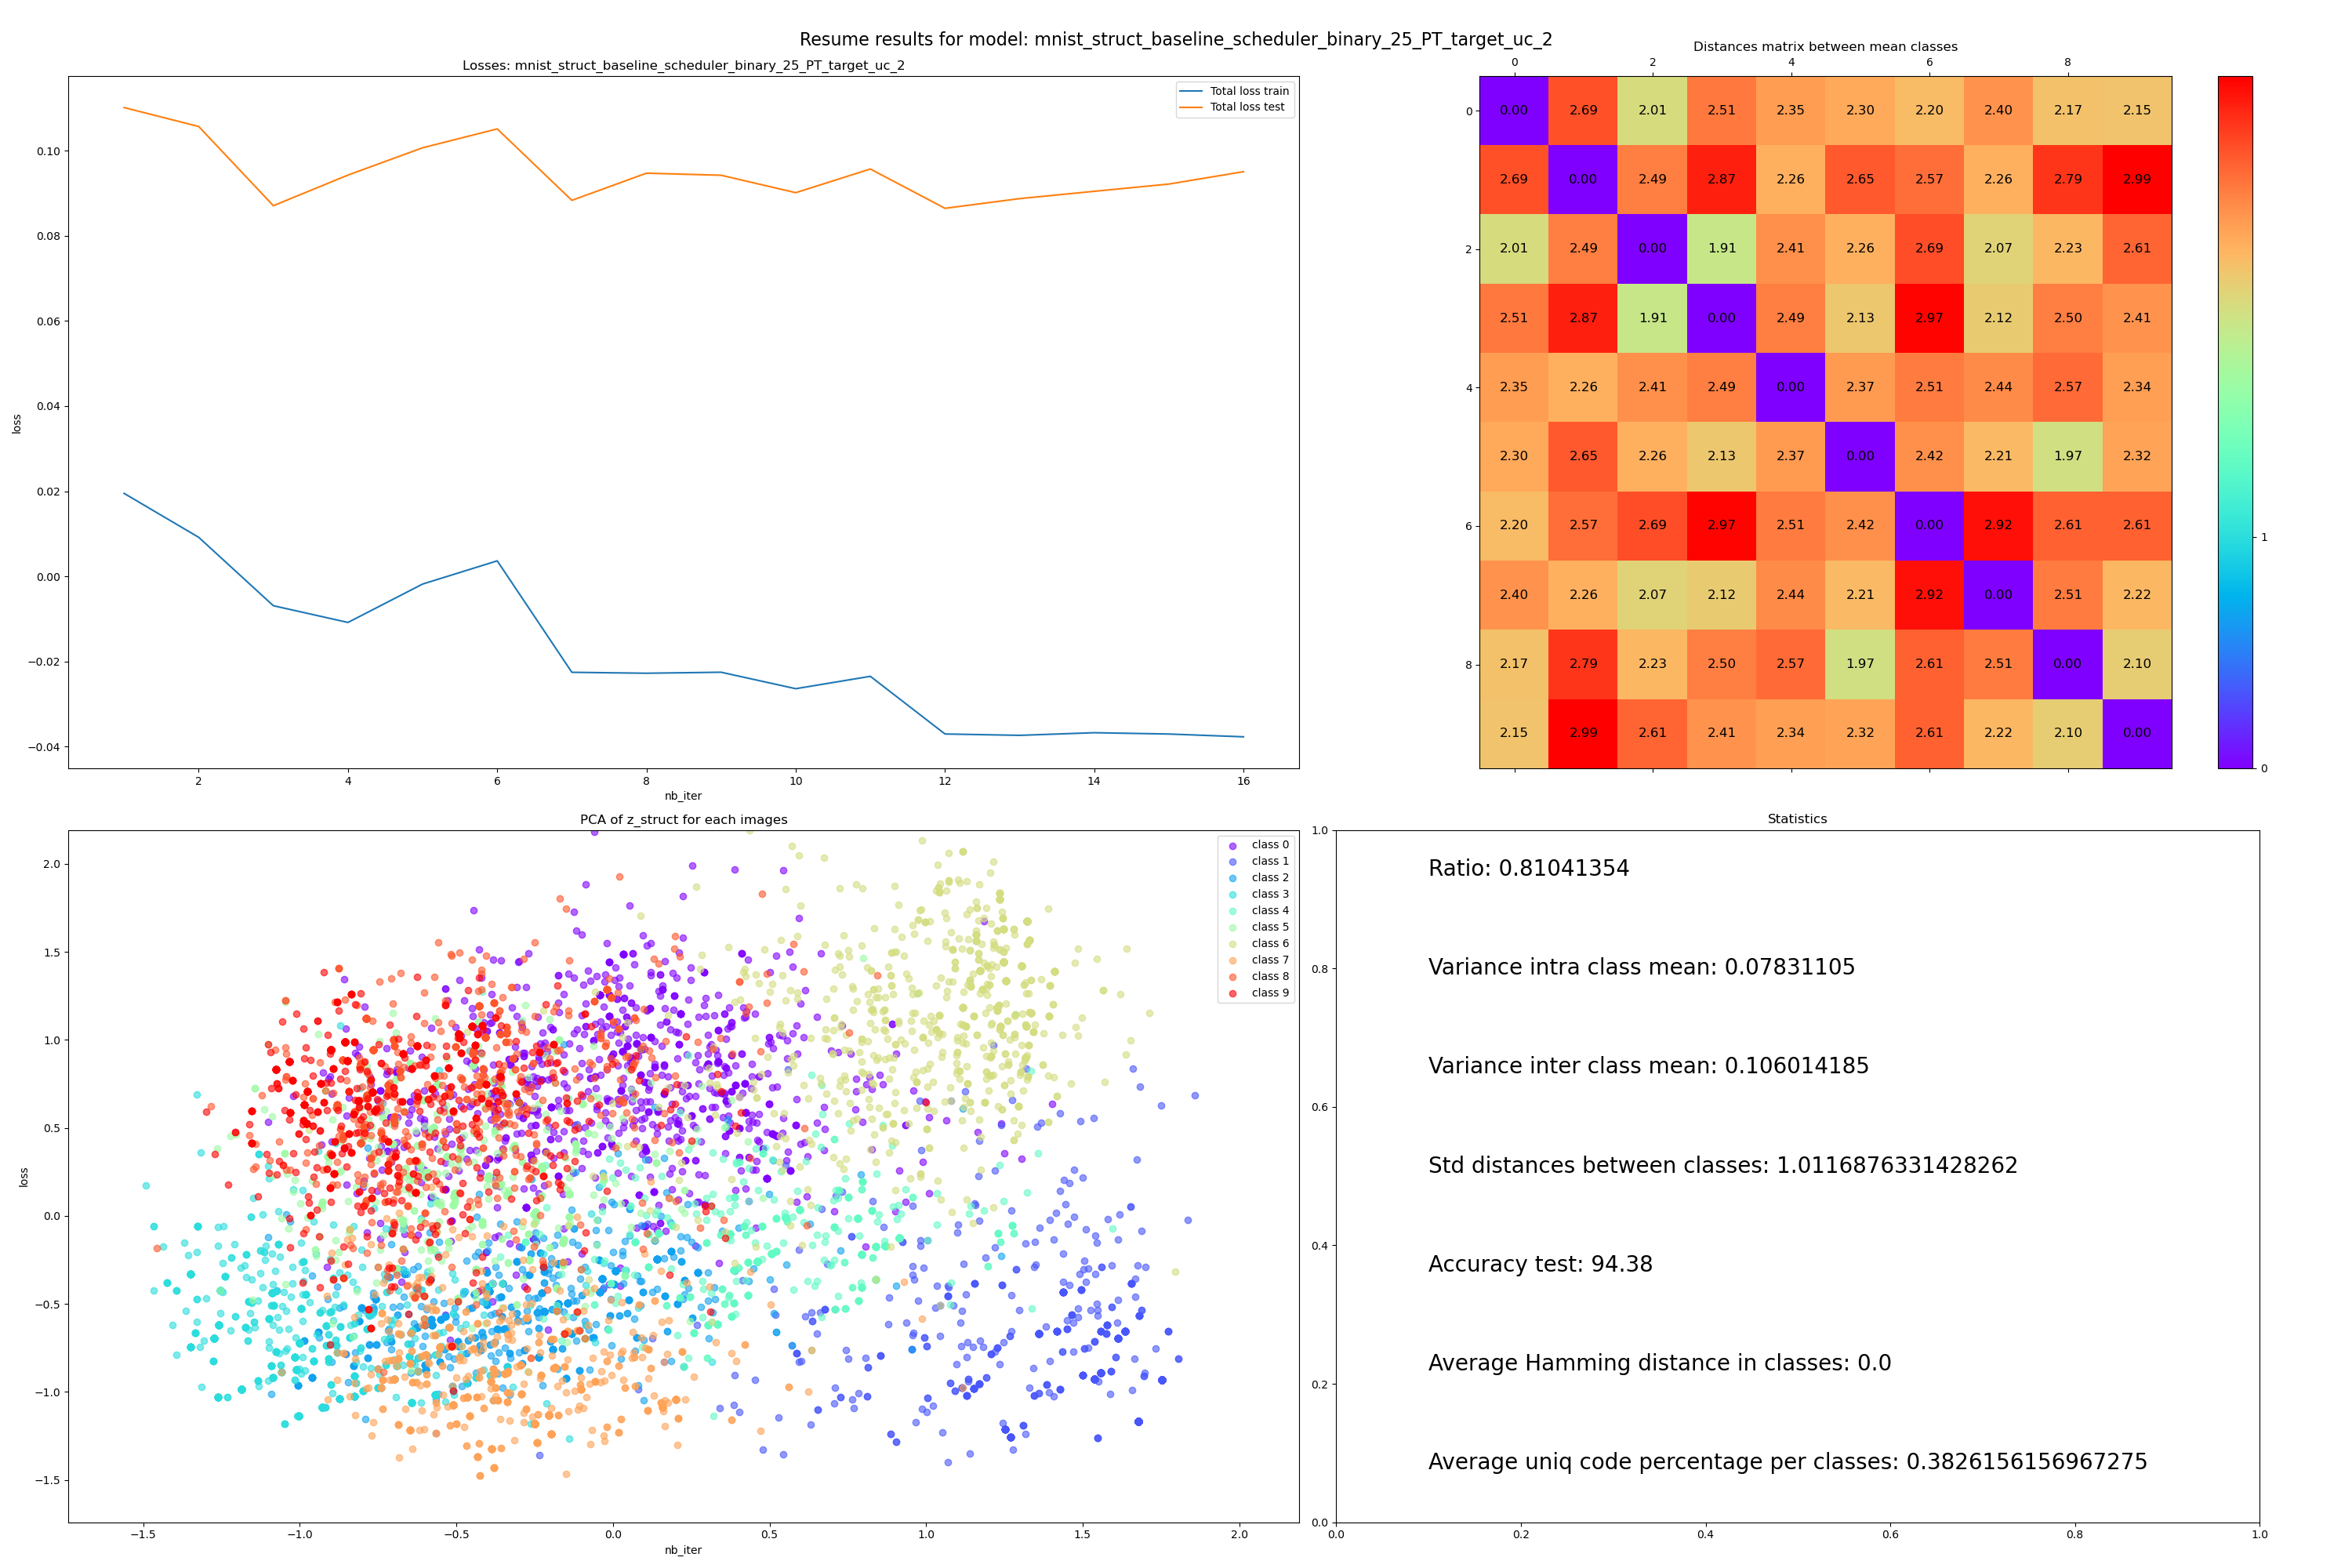 Resume results for model: mnist_struct_baseline_scheduler_binary_25_PT_target_uc_2
Losses: mnist_struct_baseline_scheduler_binary_25_PT_target_uc_2
Total loss train
Total loss test
0.10
0.08
0.06
0.04
0.02
0.00
−0.02
−0.04
loss
2 4 6 8 10 12 14 16
nb_iter
Distances matrix between mean classes
0 2 4 6 8
0 0.00 2.69 2.01 2.51 2.35 2.30 2.20 2.40 2.17 2.15
2.69 0.00 2.49 2.87 2.26 2.65 2.57 2.26 2.79 2.99
2 2.01 2.49 0.00 1.91 2.41 2.26 2.69 2.07 2.23 2.61
2.51 2.87 1.91 0.00 2.49 2.13 2.97 2.12 2.50 2.41
4 2.35 2.26 2.41 2.49 0.00 2.37 2.51 2.44 2.57 2.34
2.30 2.65 2.26 2.13 2.37 0.00 2.42 2.21 1.97 2.32
6 2.20 2.57 2.69 2.97 2.51 2.42 0.00 2.92 2.61 2.61
2.40 2.26 2.07 2.12 2.44 2.21 2.92 0.00 2.51 2.22
8 2.17 2.79 2.23 2.50 2.57 1.97 2.61 2.51 0.00 2.10
2.15 2.99 2.61 2.41 2.34 2.32 2.61 2.22 2.10 0.00
1
0
PCA of z_struct for each images
class 0
class 1
class 2
class 3
class 4
class 5
class 6
class 7
class 8
class 9
2.0
1.5
1.0
0.5
0.0
−0.5
−1.0
−1.5
loss
−1.5 −1.0 −0.5 0.0 0.5 1.0 1.5 2.0
nb_iter
Statistics
1.0
0.8
0.6
0.4
0.2
0.0
Ratio: 0.81041354
Variance intra class mean: 0.07831105
Variance inter class mean: 0.106014185
Std distances between classes: 1.0116876331428262
Accuracy test: 94.38
Average Hamming distance in classes: 0.0
Average uniq code percentage per classes: 0.3826156156967275
0.0 0.2 0.4 0.6 0.8 1.0